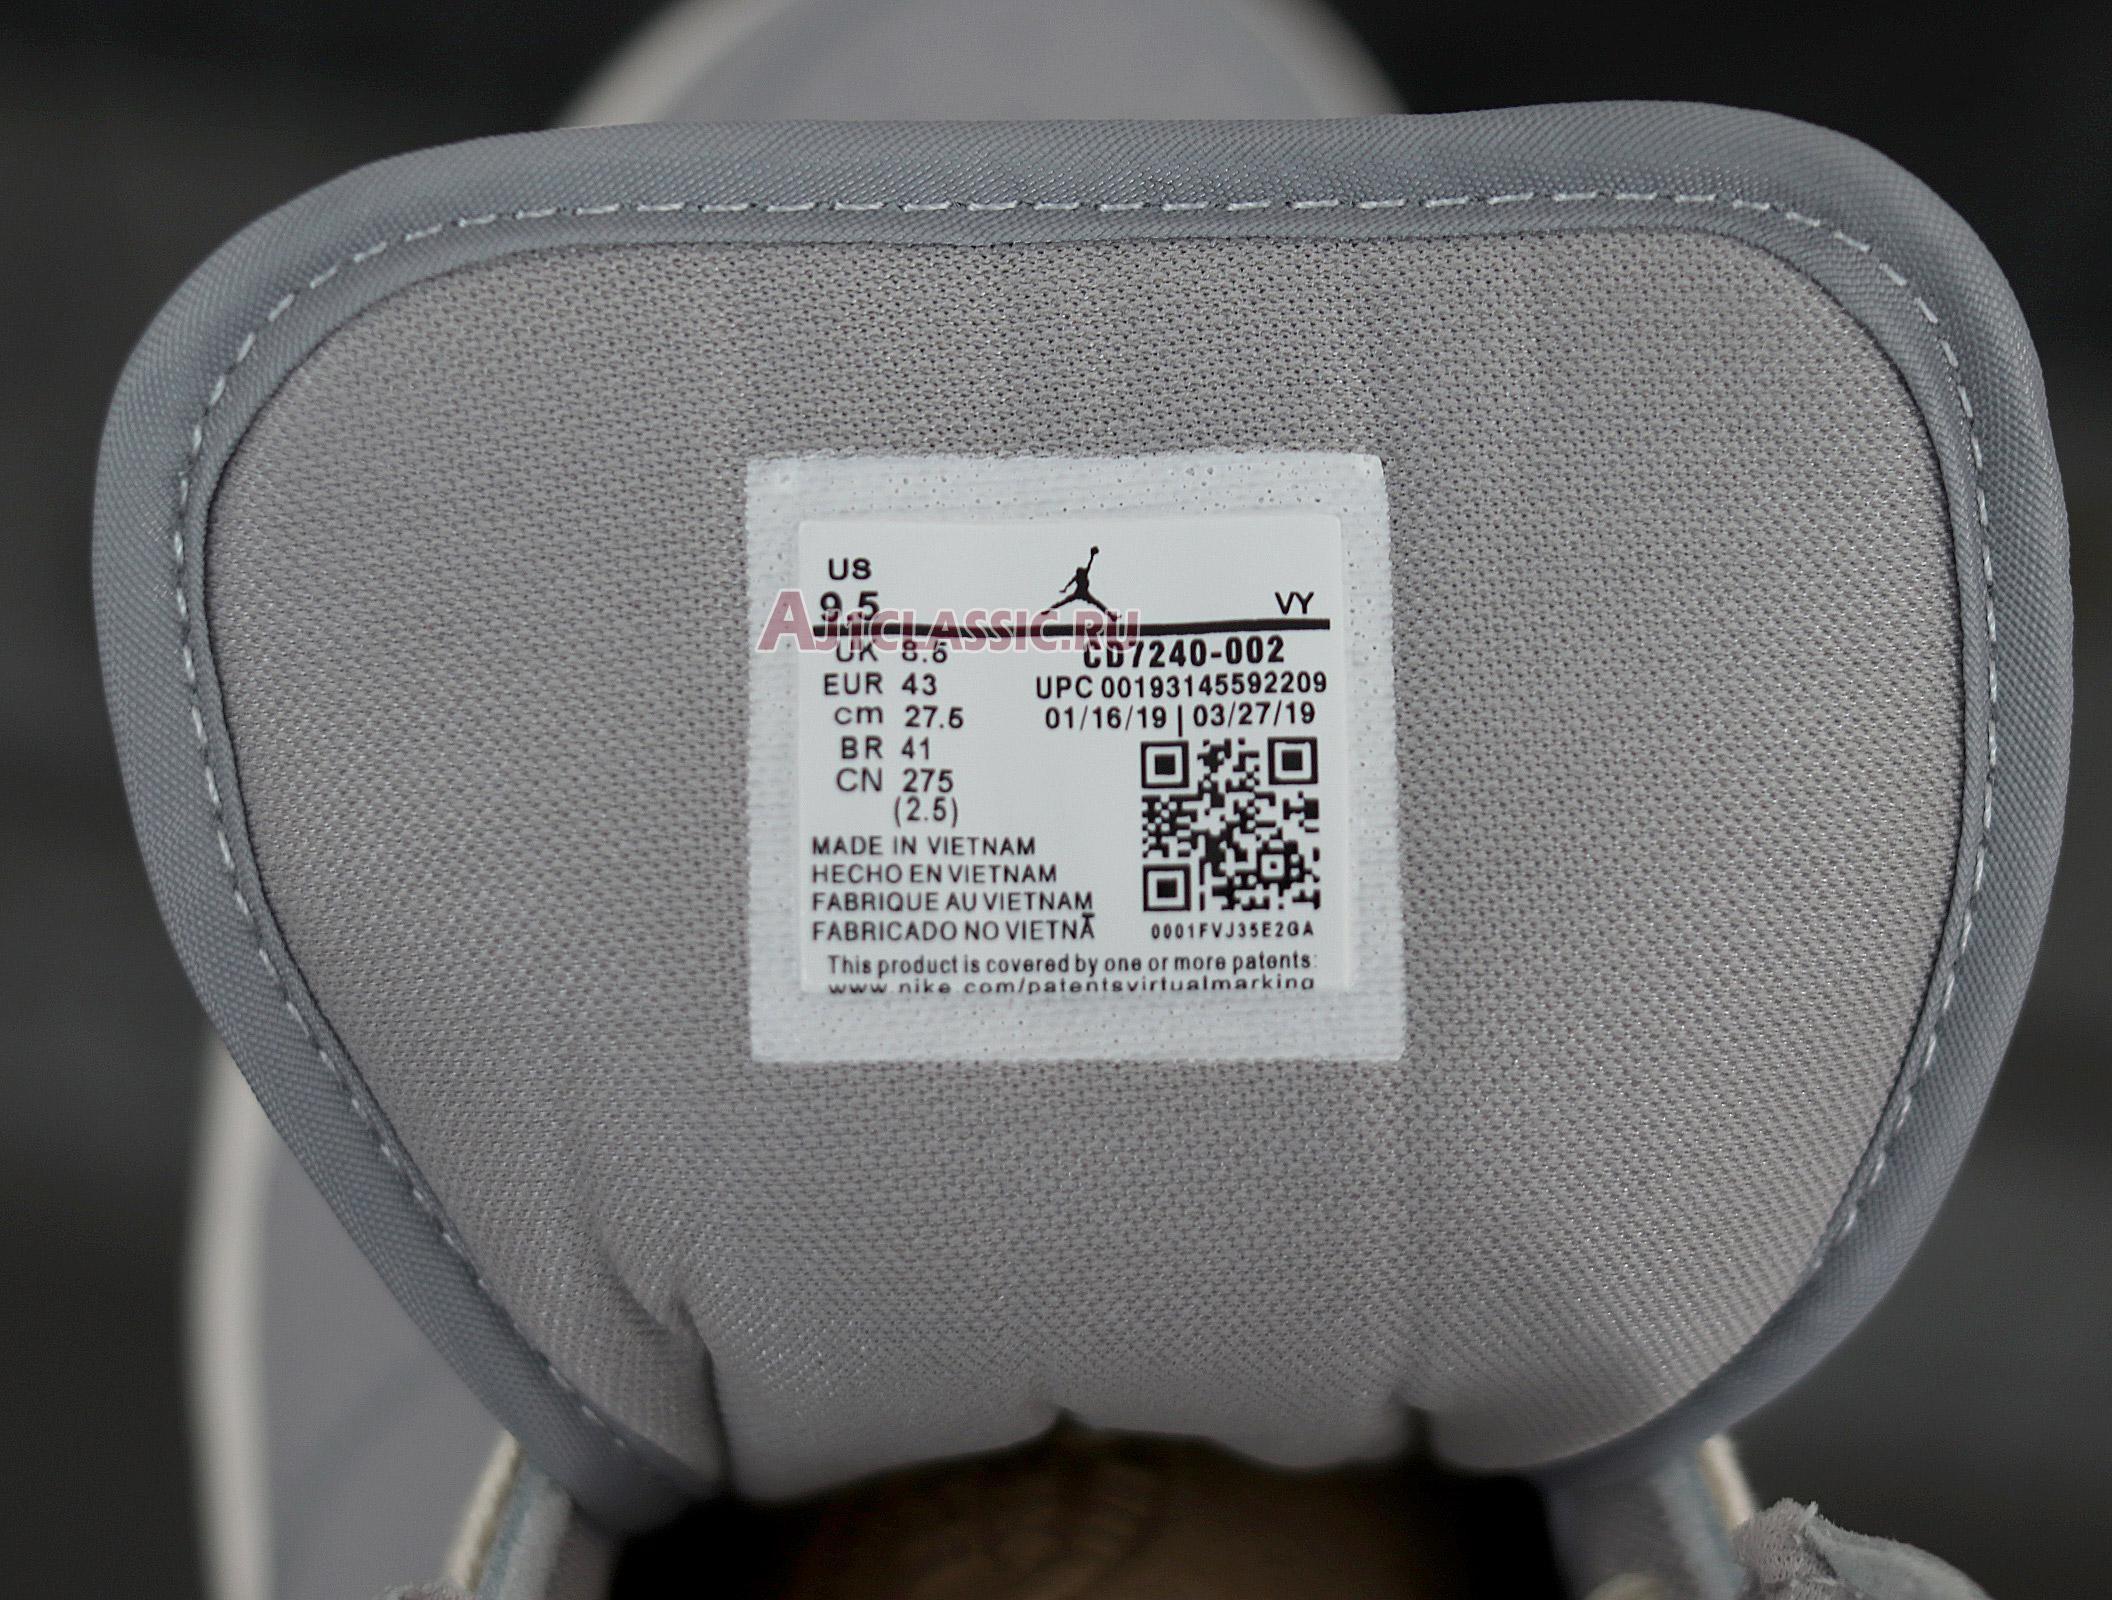 US
9.5 VY
AJ1CLASSIC.RU
UK 8.5 CD7240-002
EUR 43 UPC 00193145592209
cm 27.5 01/16/19 | 03/27/19
BR 41
CN 275
(2.5)
MADE IN VIETNAM
HECHO EN VIETNAM
FABRIQUE AU VIETNAM
FABRICADO NO VIETNÃ 0001FVJ35E2GA
This product is covered by one or more patents:
www.nike.com/patentsvirtualmarking